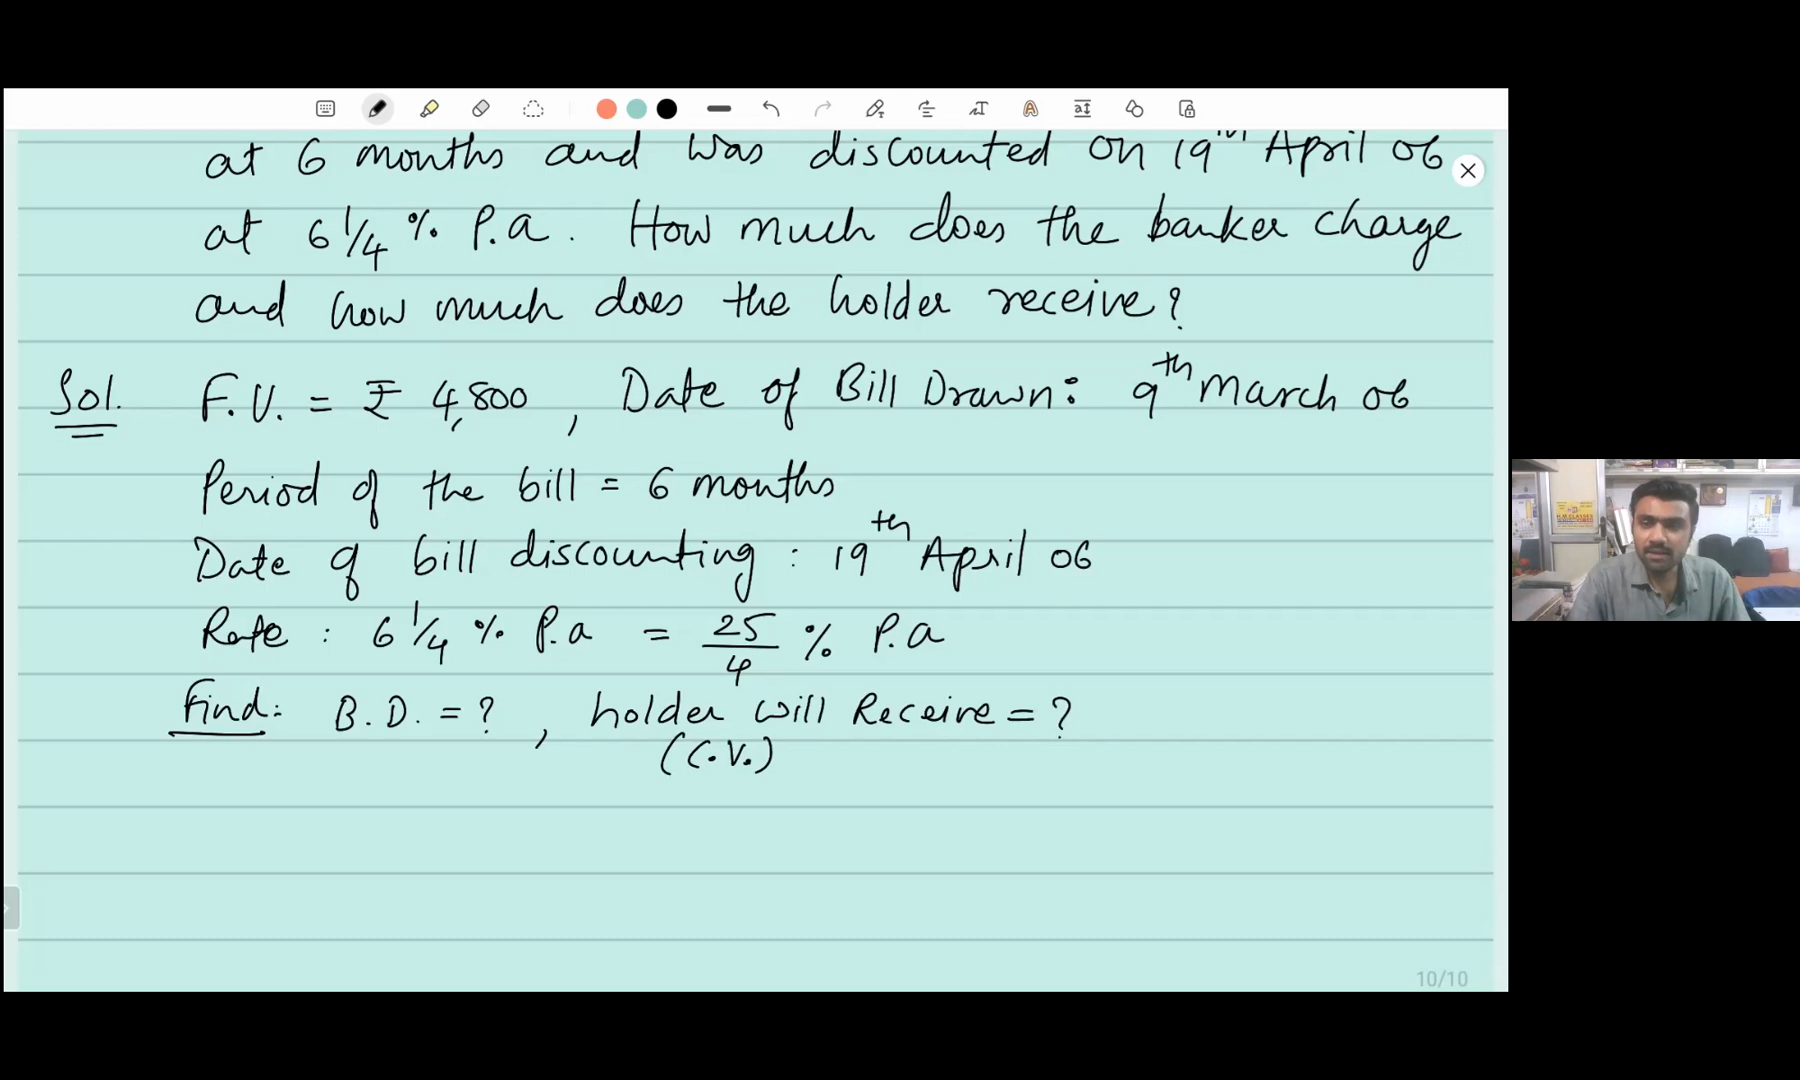 at 6 months and was discounted on 19th April 06
at 6 1/4 % P.a. How much does the banker charge
and how much does the holder receive?
Sol. F.V. = ₹ 4,800 , Date of Bill Drawn: 9th March 06
Period of the bill = 6 months
Date of bill discounting : 19th April 06
Rate : 6 1/4 % P.a = 25/4 % P.a
Find: B.D. = ? , holder will Receive = ?
(C.V.)
10/10